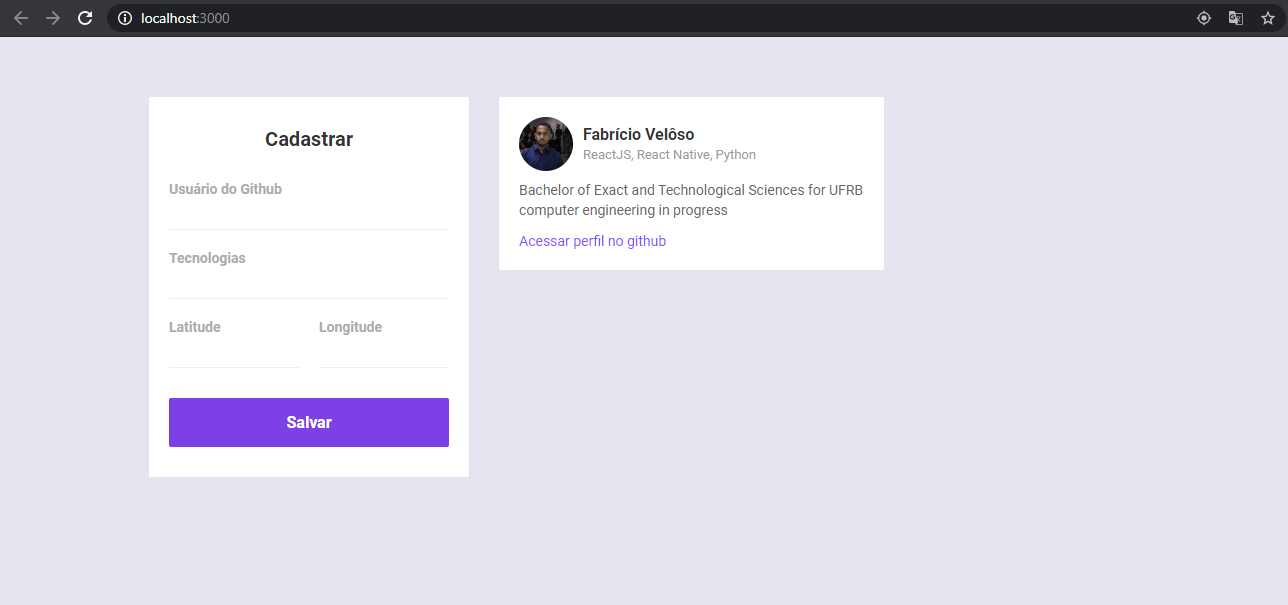 localhost:3000
Cadastrar
Usuário do Github
Tecnologias
Latitude Longitude
Salvar
Fabrício Velôso
ReactJS, React Native, Python
Bachelor of Exact and Technological Sciences for UFRB
computer engineering in progress
Acessar perfil no github